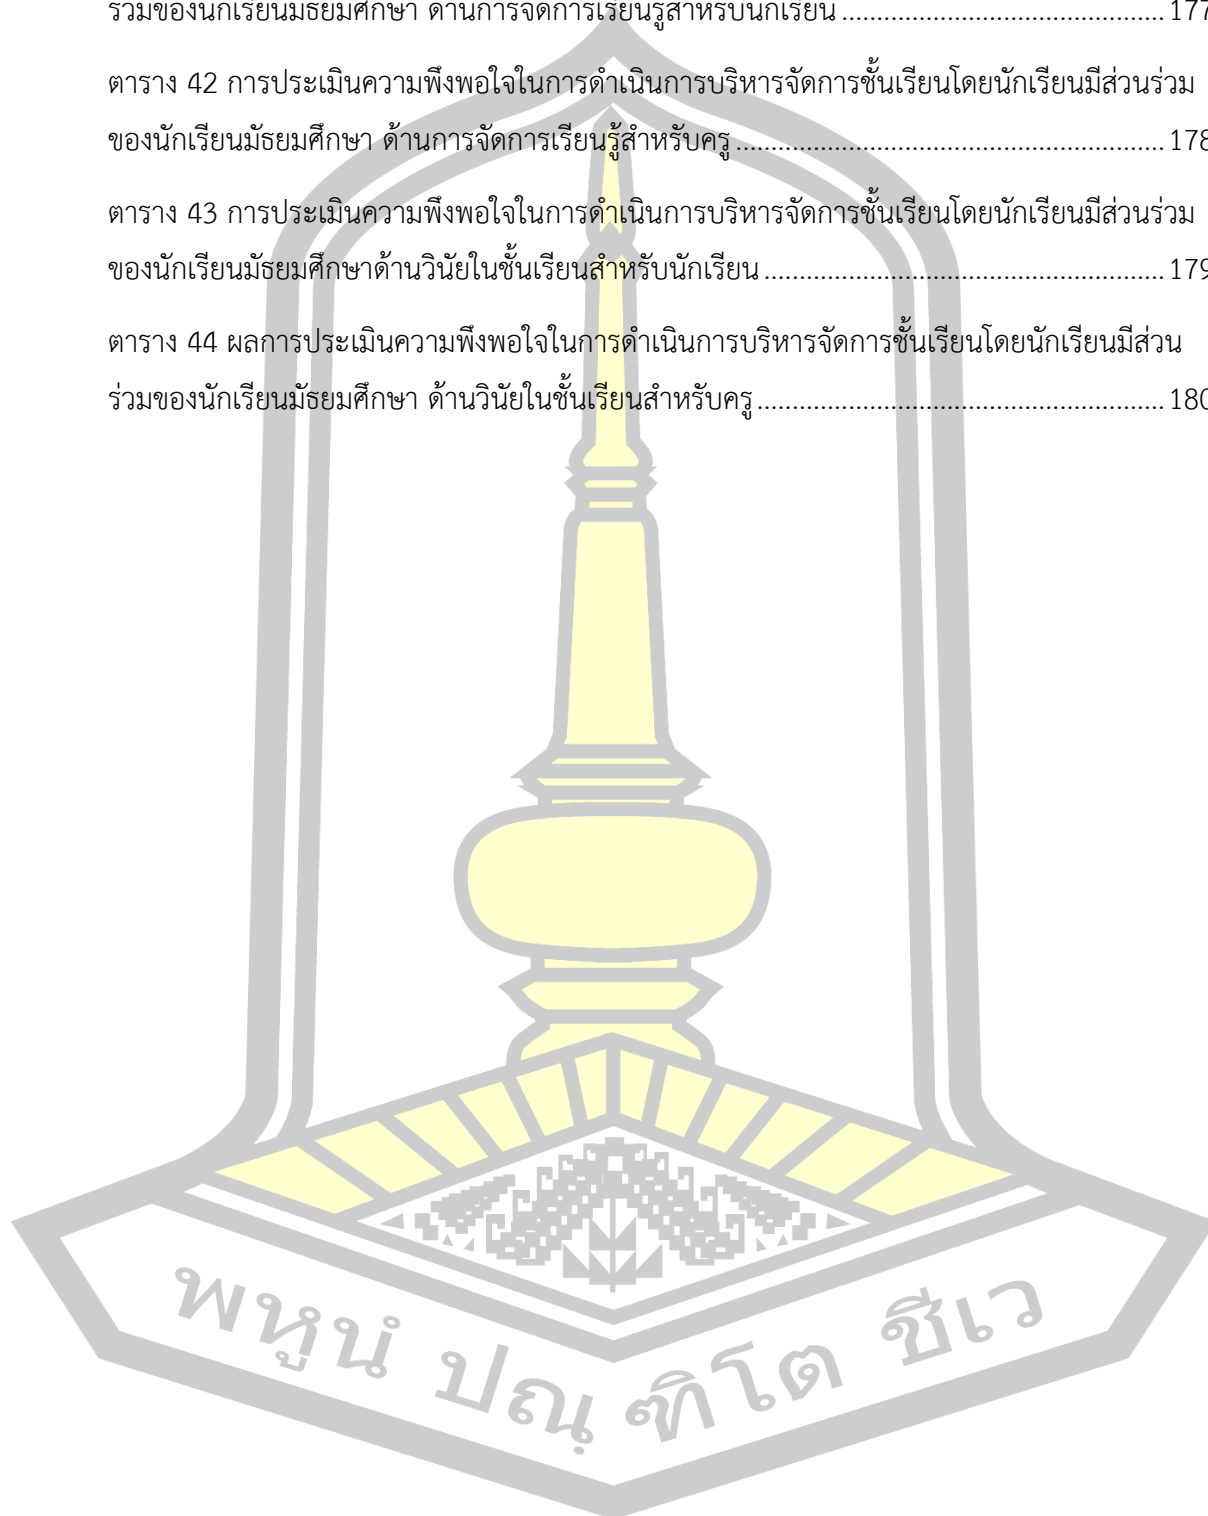 ร่วมของนักเรียนมัธยมศึกษา ด้านการจัดการเรียนรู้สำหรับนักเรียน .............................................. 177
ตาราง 42 การประเมินความพึงพอใจในการดำเนินการบริหารจัดการชั้นเรียนโดยนักเรียนมีส่วนร่วม
ของนักเรียนมัธยมศึกษา ด้านการจัดการเรียนรู้สำหรับครู ............................................................. 178
ตาราง 43 การประเมินความพึงพอใจในการดำเนินการบริหารจัดการชั้นเรียนโดยนักเรียนมีส่วนร่วม
ของนักเรียนมัธยมศึกษาด้านวินัยในชั้นเรียนสำหรับนักเรียน ......................................................... 179
ตาราง 44 ผลการประเมินความพึงพอใจในการดำเนินการบริหารจัดการชั้นเรียนโดยนักเรียนมีส่วน
ร่วมของนักเรียนมัธยมศึกษา ด้านวินัยในชั้นเรียนสำหรับครู .......................................................... 180
พหูนํ ปณฺฑิโต ชีเว